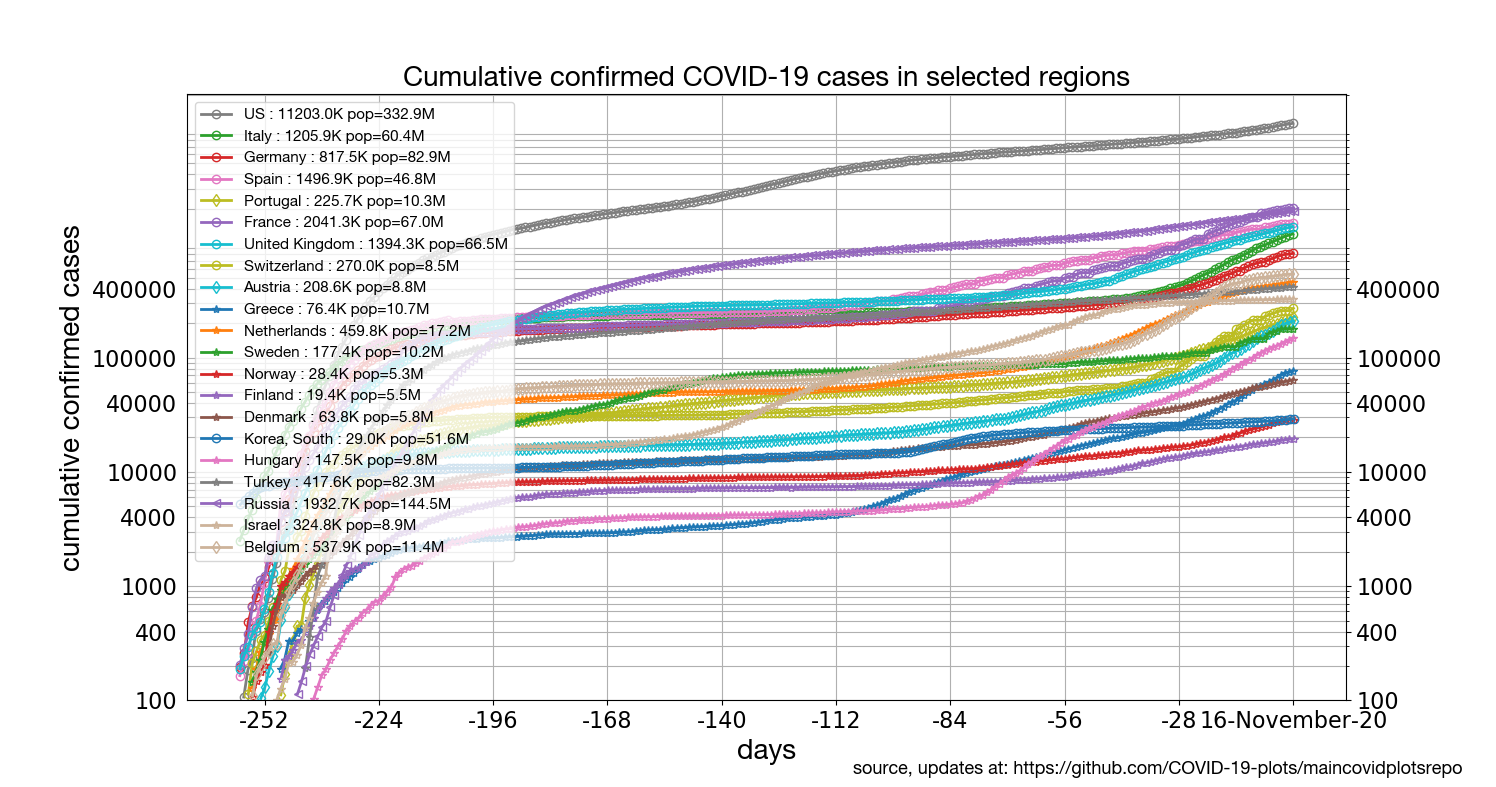 Cumulative confirmed COVID-19 cases in selected regions
US : 11203.0K pop=332.9M
Italy : 1205.9K pop=60.4M
Germany : 817.5K pop=82.9M
Spain : 1496.9K pop=46.8M
Portugal : 225.7K pop=10.3M
France : 2041.3K pop=67.0M
United Kingdom : 1394.3K pop=66.5M
Switzerland : 270.0K pop=8.5M
Austria : 208.6K pop=8.8M
Greece : 76.4K pop=10.7M
Netherlands : 459.8K pop=17.2M
Sweden : 177.4K pop=10.2M
Norway : 28.4K pop=5.3M
Finland : 19.4K pop=5.5M
Denmark : 63.8K pop=5.8M
Korea, South : 29.0K pop=51.6M
Hungary : 147.5K pop=9.8M
Turkey : 417.6K pop=82.3M
Russia : 1932.7K pop=144.5M
Israel : 324.8K pop=8.9M
Belgium : 537.9K pop=11.4M
cumulative confirmed cases
400000
100000
40000
10000
4000
1000
400
100
400000
100000
40000
10000
4000
1000
400
100
-252 -224 -196 -168 -140 -112 -84 -56 -28 16-November-20
days
source, updates at: https://github.com/COVID-19-plots/maincovidplotsrepo